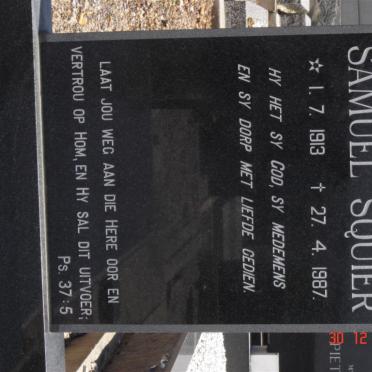 SAMUEL SQUIER
☆ 1. 7. 1913 † 27. 4. 1987.
HY HET SY GOD, SY MEDEMENS
EN SY DORP MET LIEFDE GEDIEN.
LAAT JOU WEG AAN DIE HERE OOR EN
VERTROU OP HOM, EN HY SAL DIT UITVOER;
Ps. 37:5
30 12
PIET